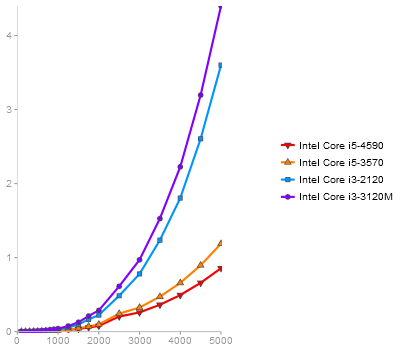 4
3
2
1
0
0 1000 2000 3000 4000 5000
Intel Core i5-4590
Intel Core i5-3570
Intel Core i3-2120
Intel Core i3-3120M